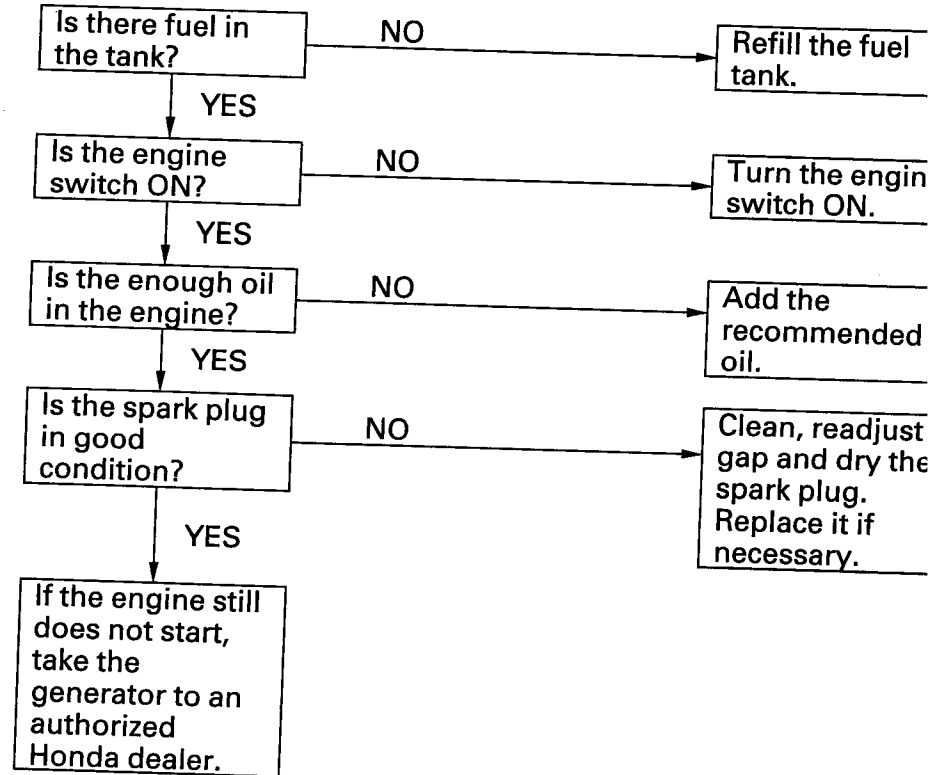 Is there fuel in
the tank?
NO
Refill the fuel
tank.
YES
Is the engine
switch ON?
NO
Turn the engin
switch ON.
YES
Is the enough oil
in the engine?
NO
Add the
recommended
oil.
YES
Is the spark plug
in good
condition?
NO
Clean, readjust
gap and dry the
spark plug.
Replace it if
necessary.
YES
If the engine still
does not start,
take the
generator to an
authorized
Honda dealer.